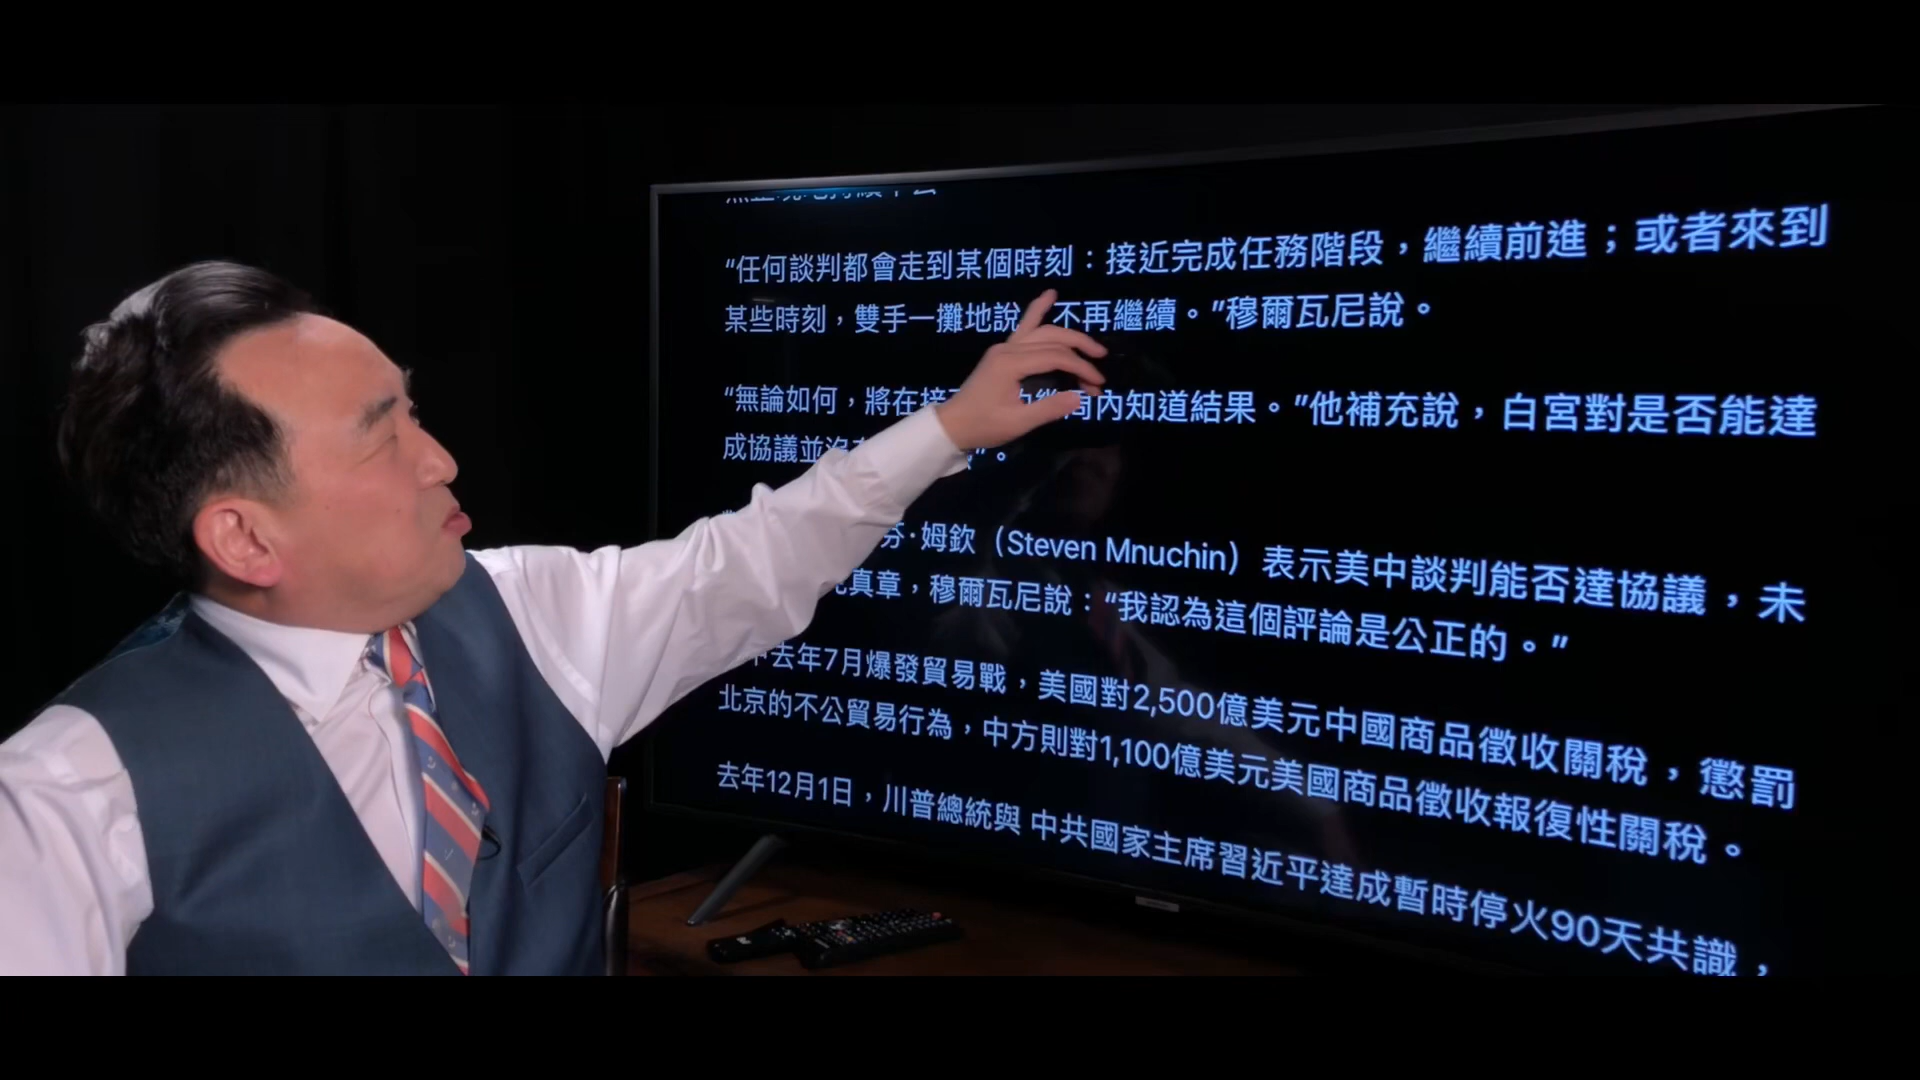 “任何談判都會走到某個時刻：接近完成任務階段，繼續前進；或者來到
某些時刻，雙手一攤地說 不再繼續。”穆爾瓦尼說。
“無論如何，將在接 周內知道結果。”他補充說，白宮對是否能達
成協議並 ”。
芬·姆欽（Steven Mnuchin）表示美中談判能否達協議，未
真章，穆爾瓦尼說：“我認為這個評論是公正的。”
中去年7月爆發貿易戰，美國對2,500億美元中國商品徵收關稅，懲罰
北京的不公貿易行為，中方則對1,100億美元美國商品徵收報復性關稅。
去年12月1日，川普總統與 中共國家主席習近平達成暫時停火90天共識，